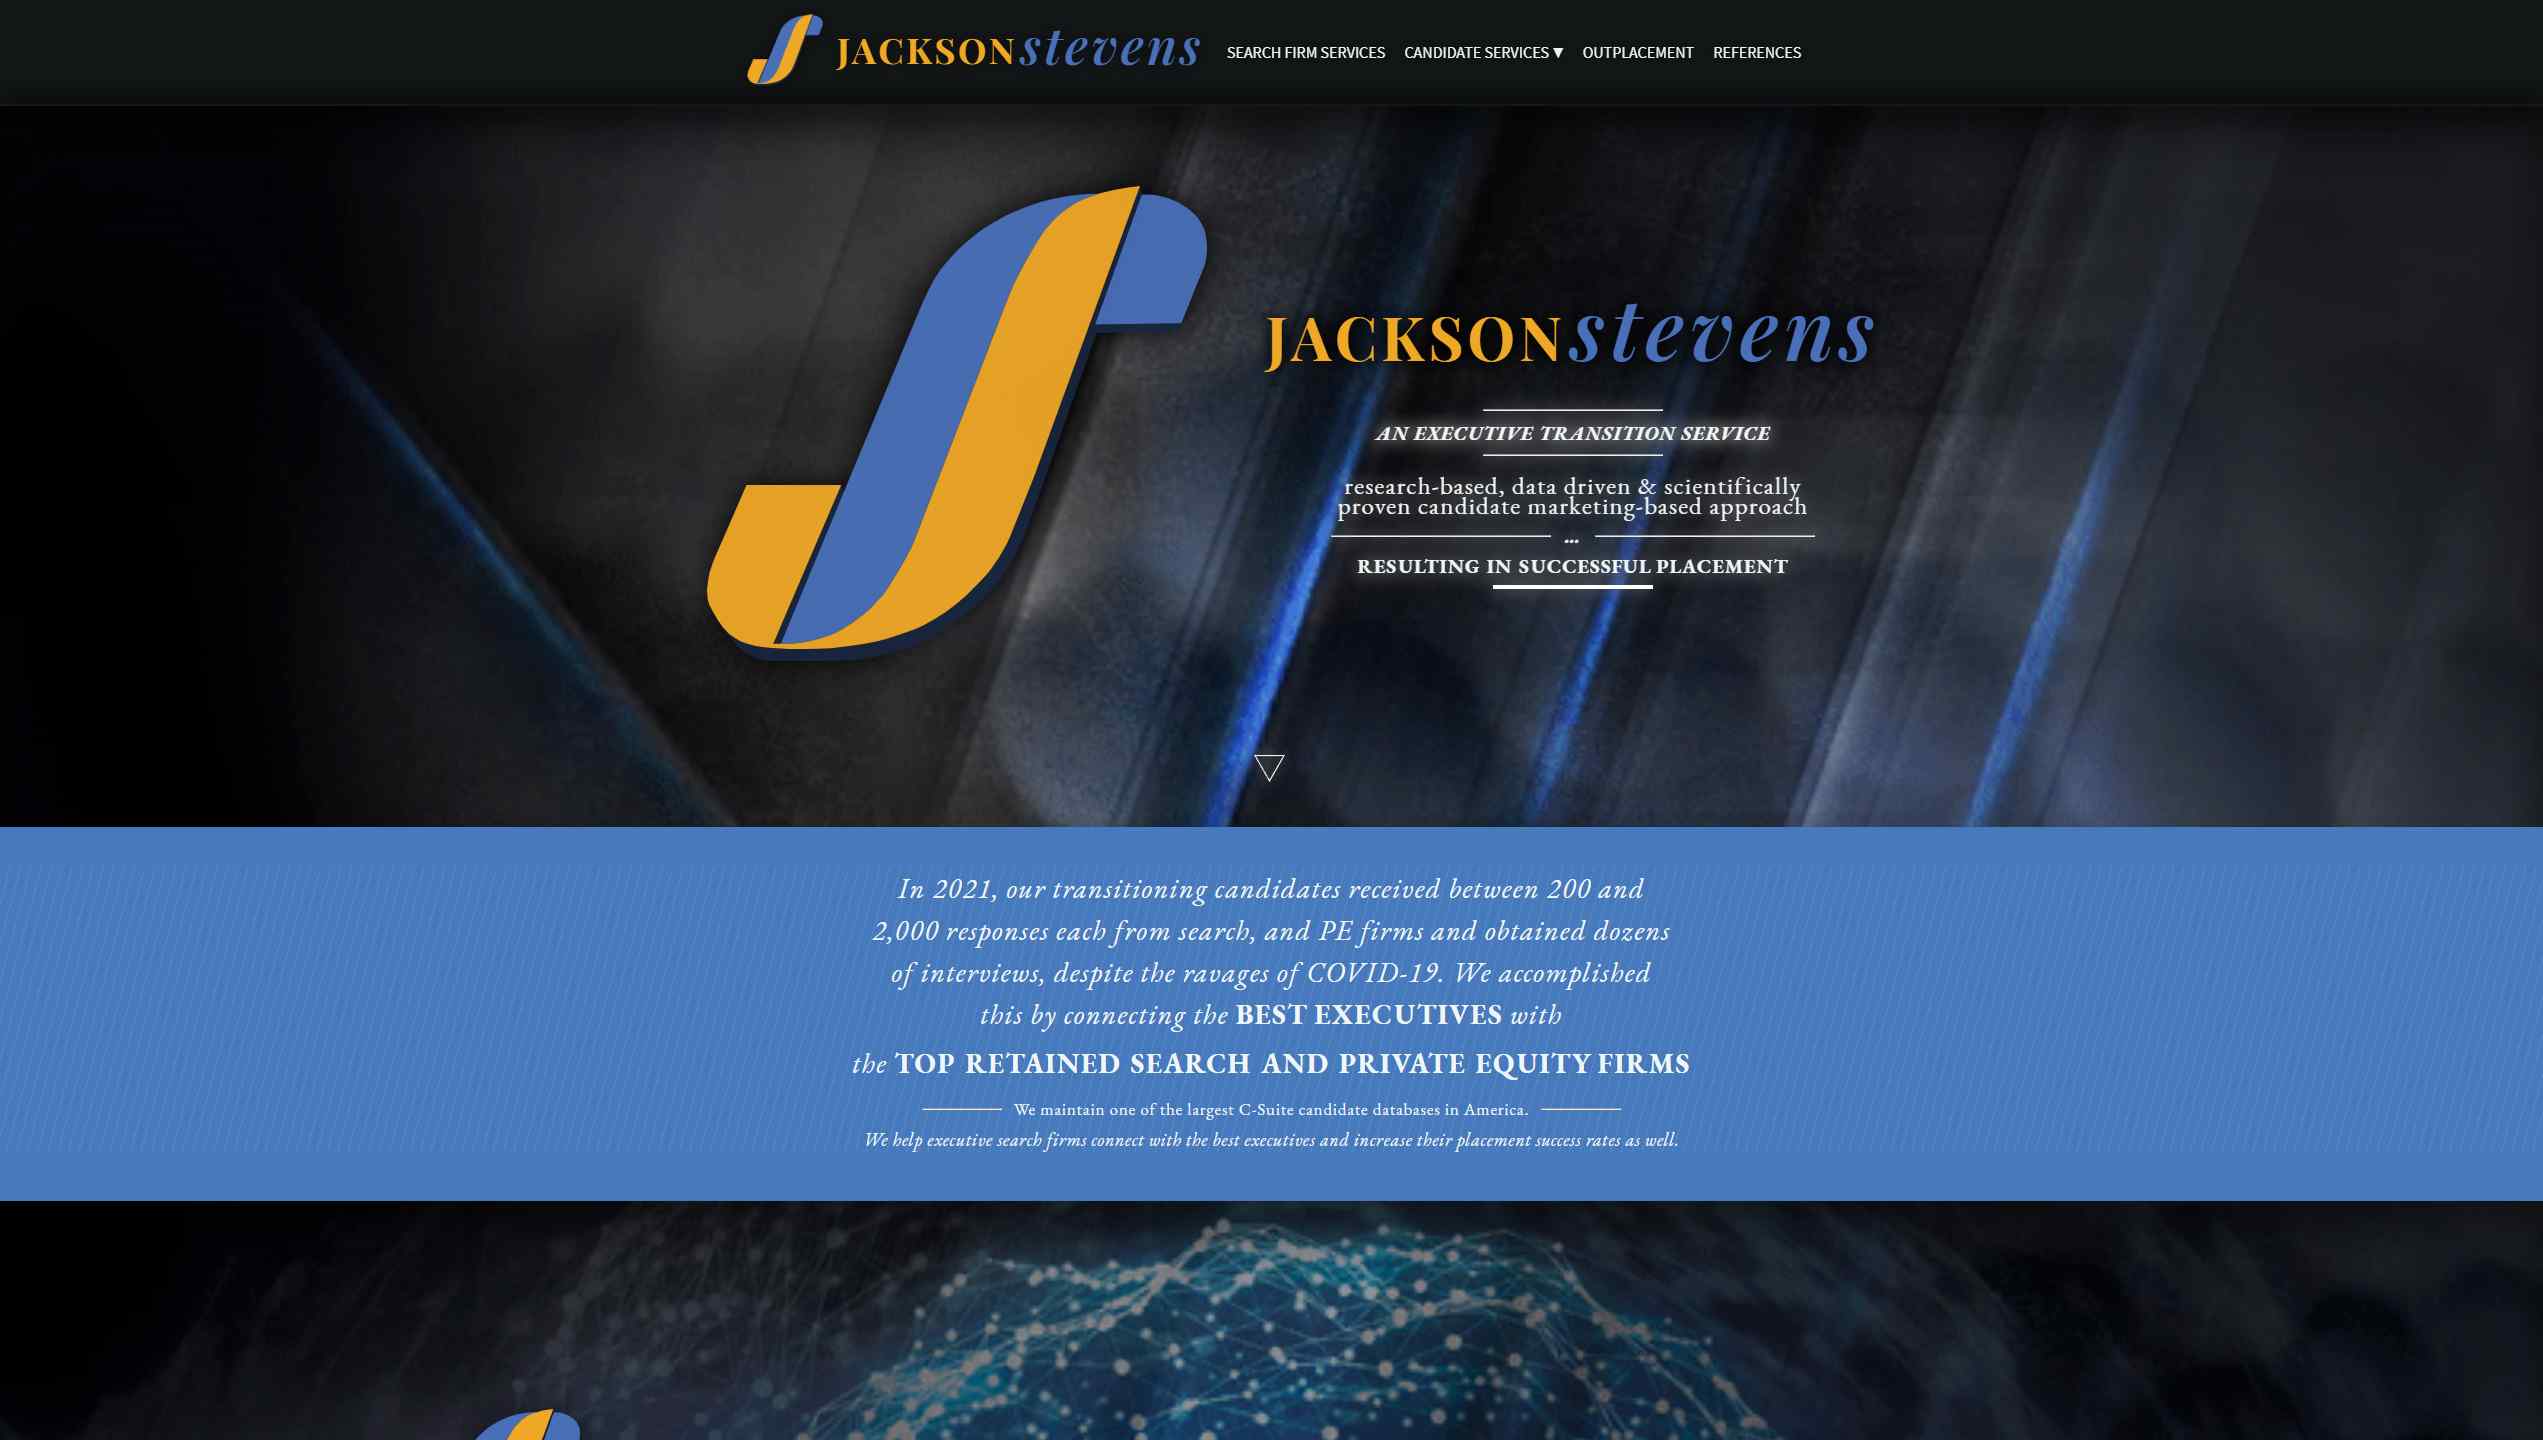 JACKSON stevens
SEARCH FIRM SERVICES CANDIDATE SERVICES ▼ OUTPLACEMENT REFERENCES
JACKSON stevens
AN EXECUTIVE TRANSITION SERVICE
research-based, data driven & scientifically
proven candidate marketing-based approach
...
RESULTING IN SUCCESSFUL PLACEMENT
In 2021, our transitioning candidates received between 200 and
2,000 responses each from search, and PE firms and obtained dozens
of interviews, despite the ravages of COVID-19. We accomplished
this by connecting the BEST EXECUTIVES with
the TOP RETAINED SEARCH AND PRIVATE EQUITY FIRMS
We maintain one of the largest C-Suite candidate databases in America.
We help executive search firms connect with the best executives and increase their placement success rates as well.